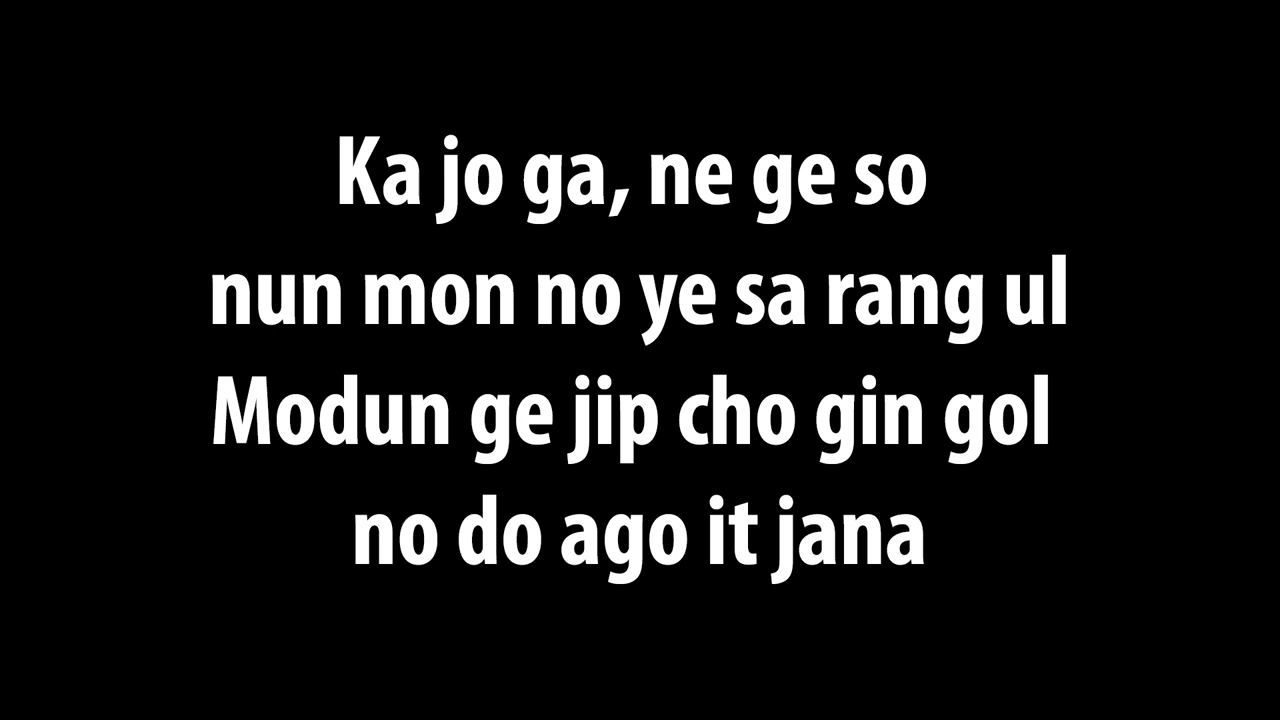 Ka jo ga, ne ge so
nun mon no ye sa rang ul
Modun ge jip cho gin gol
no do ago it jana